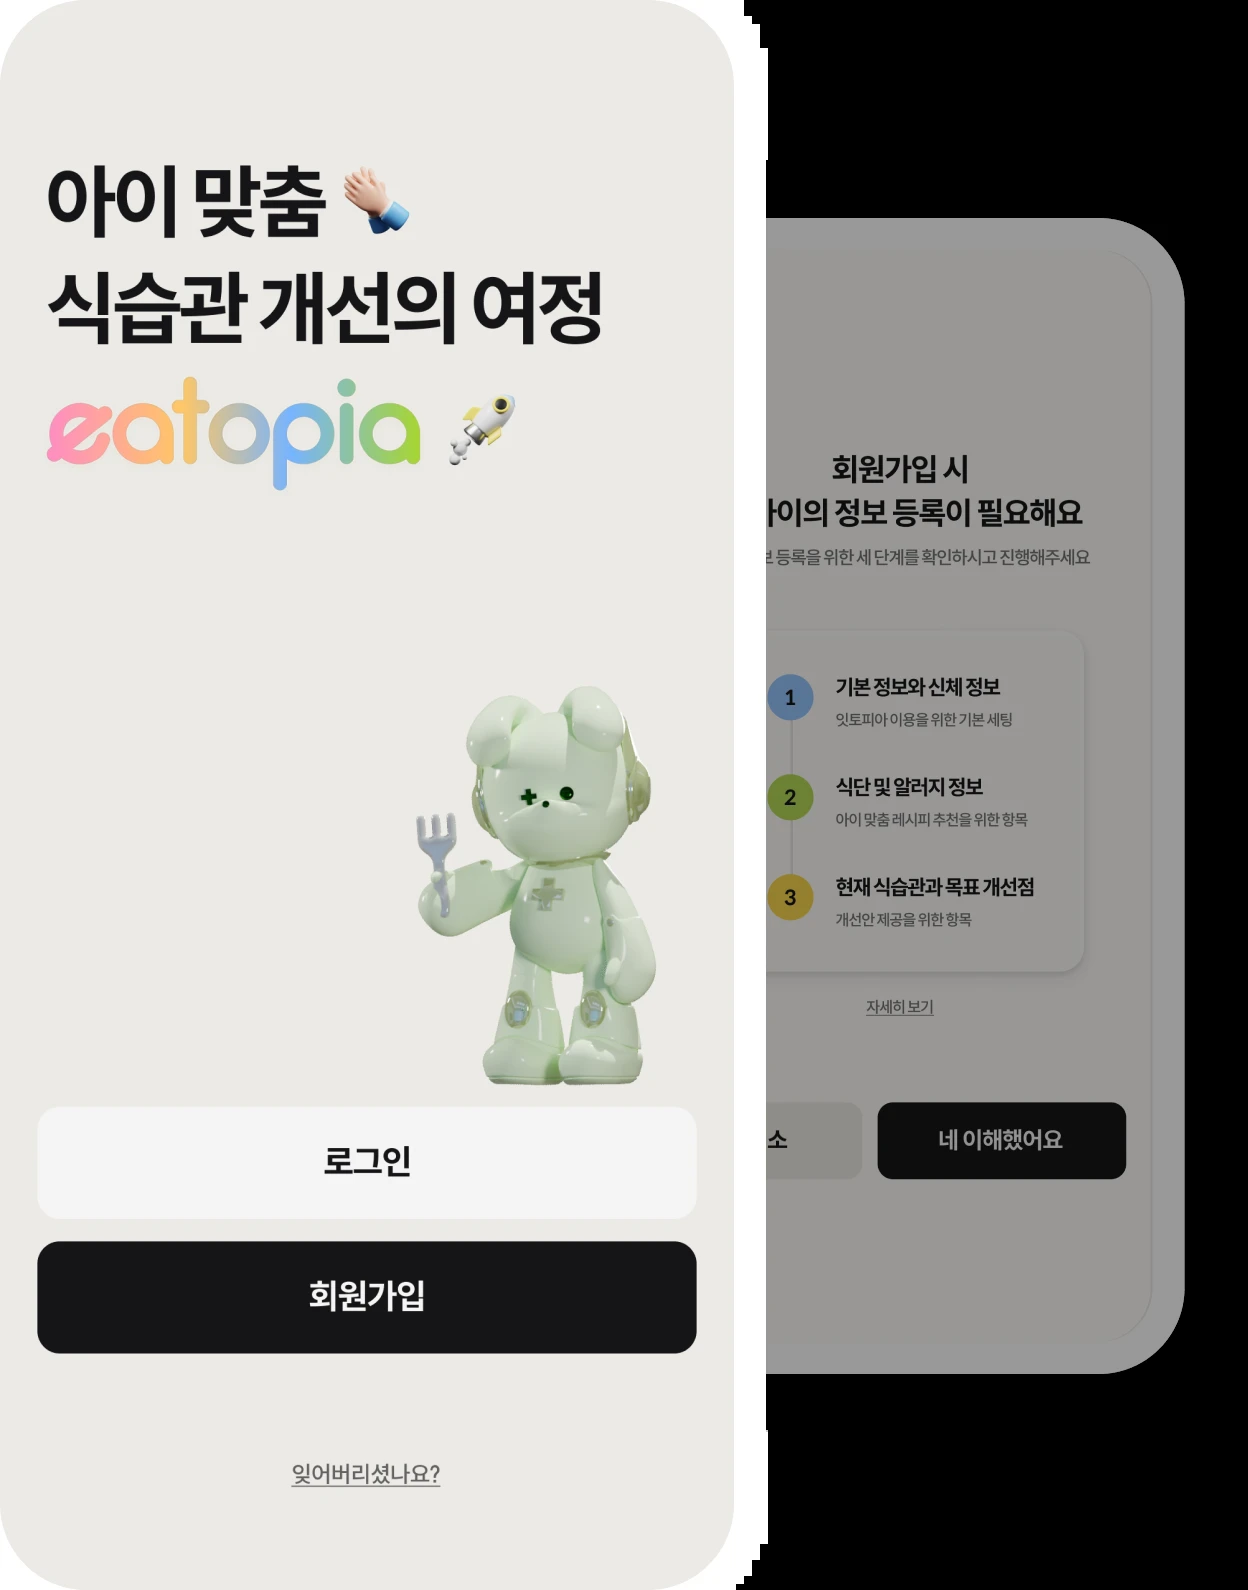 아이 맞춤
식습관 개선의 여정
eatopia
로그인
회원가입
잊어버리셨나요?
회원가입 시
정보 등록이 필요해요
등록을 위한 세 단계를 확인하시고 진행해주세요
1
기본 정보와 신체 정보
잇토피아 이용을 위한 기본 세팅
2
식단 및 알러지 정보
아이 맞춤 레시피 추천을 위한 항목
3
현재 식습관과 목표 개선점
개선안 제공을 위한 항목
자세히 보기
소
네 이해했어요